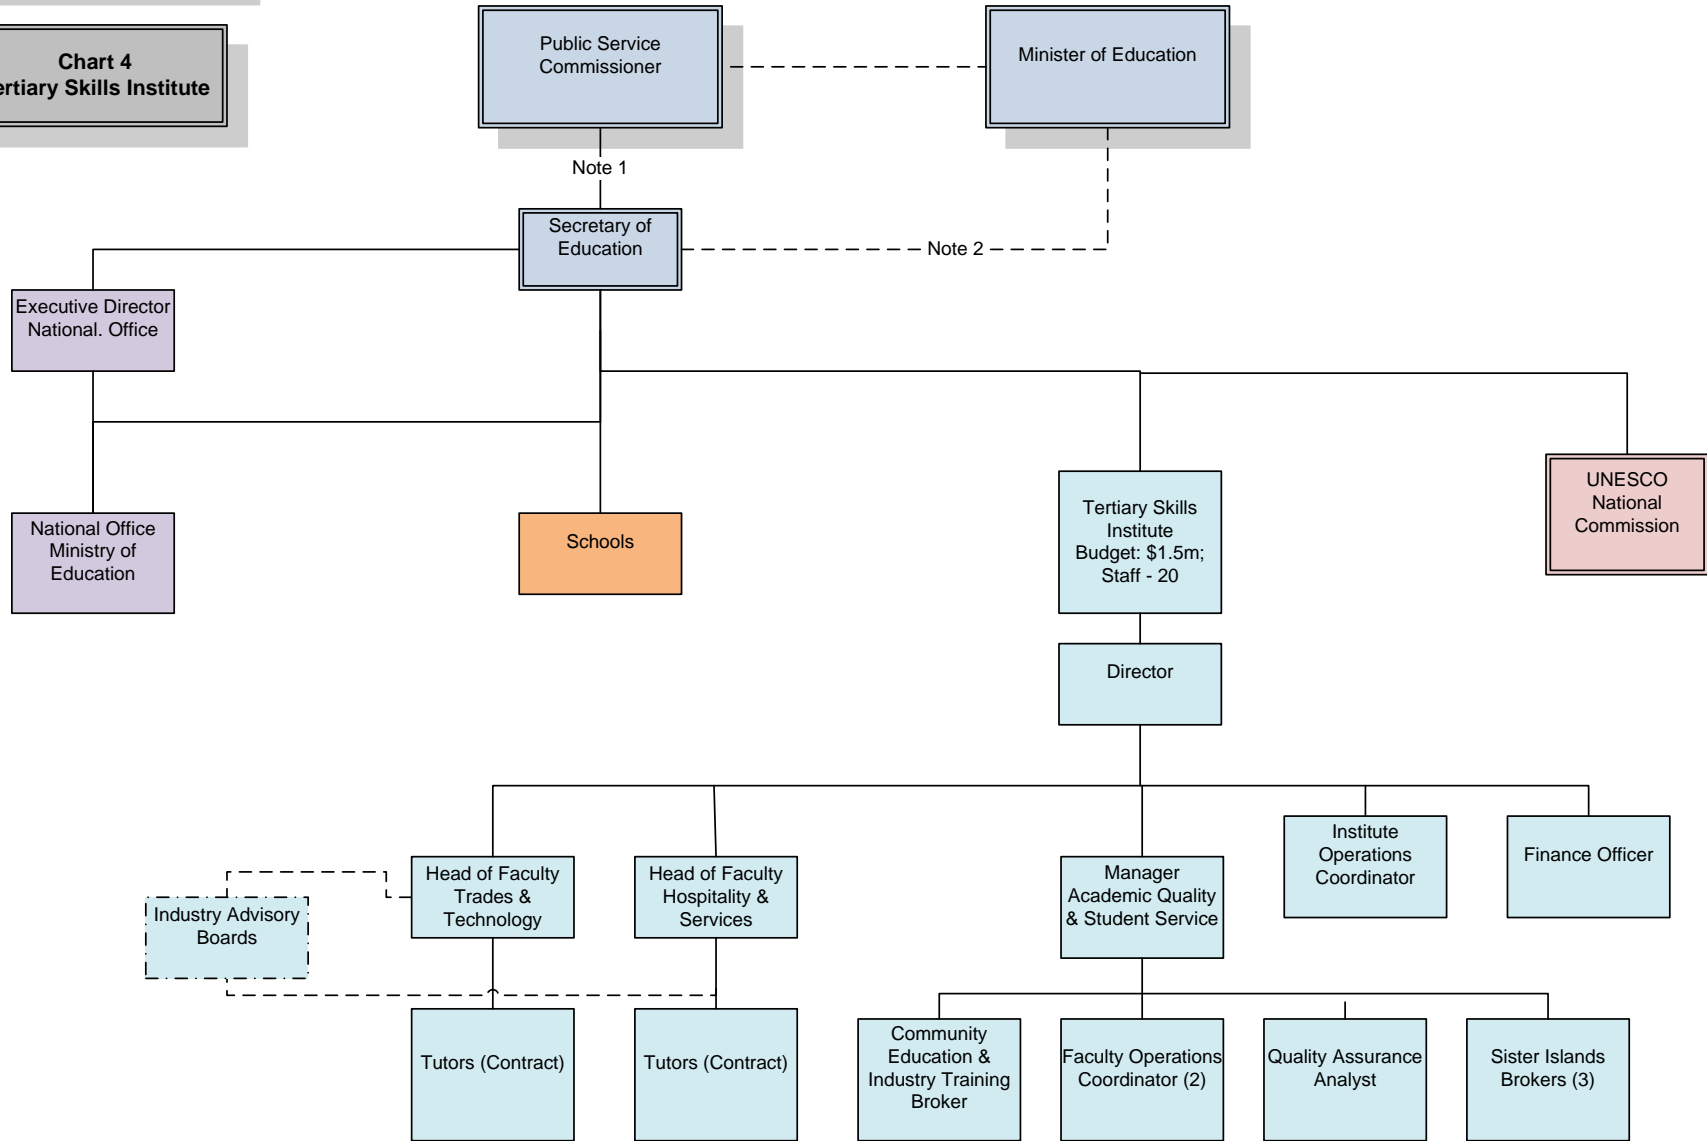 Chart 4
ertiary Skills Institute
Public Service
Commissioner
Minister of Education
Note 1
Secretary of
Education
Note 2
Executive Director
National. Office
National Office
Ministry of
Education
Schools
Tertiary Skills
Institute
Budget: $1.5m;
Staff - 20
UNESCO
National
Commission
Director
Head of Faculty
Trades &
Technology
Head of Faculty
Hospitality &
Services
Manager
Academic Quality
& Student Service
Institute
Operations
Coordinator
Finance Officer
Industry Advisory
Boards
Tutors (Contract)
Tutors (Contract)
Community
Education &
Industry Training
Broker
Faculty Operations
Coordinator (2)
Quality Assurance
Analyst
Sister Islands
Brokers (3)